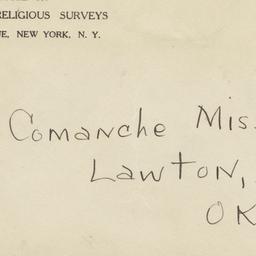 RELIGIOUS SURVEYS
NEW YORK, N. Y.
Comanche Mis.
Lawton,
OK